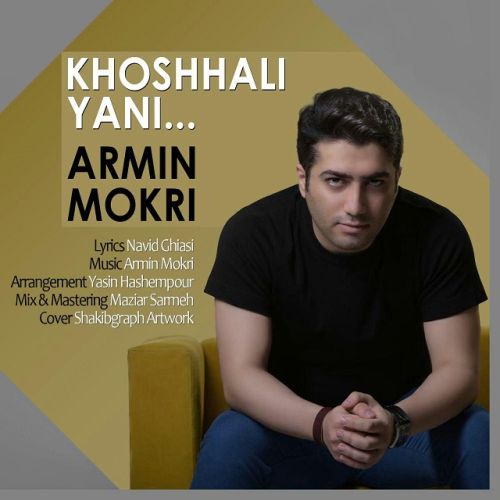 KHOSHHALI
YANI...
ARMIN
MOKRI
Lyrics Navid Ghiasi
Music Armin Mokri
Arrangement Yasin Hashempour
Mix & Mastering Maziar Sarmeh
Cover Shakibgraph Artwork